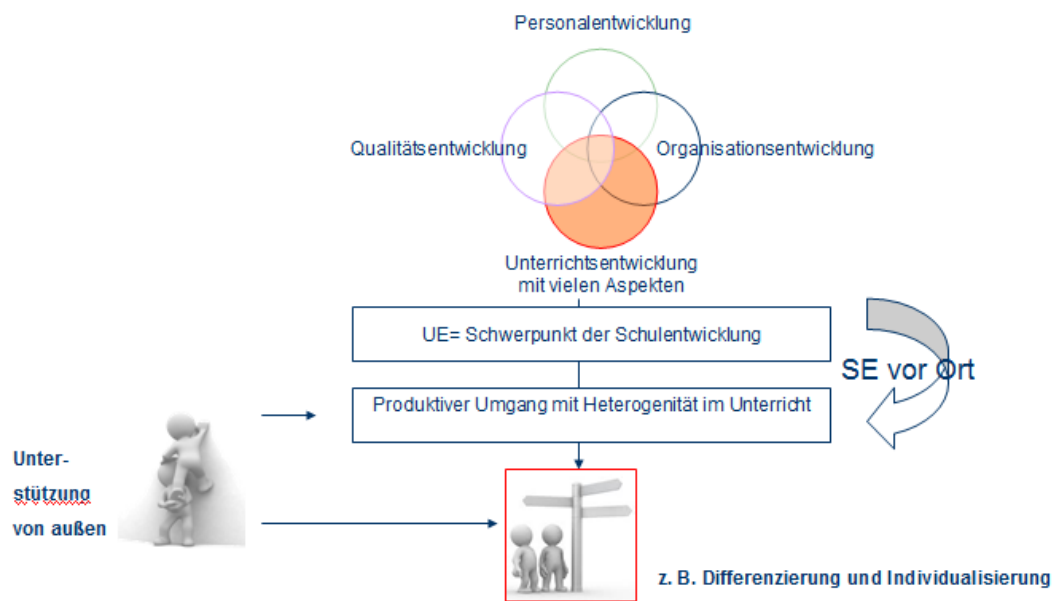 Personalentwicklung
Qualitätsentwicklung
Organisationsentwicklung
Unterrichtsentwicklung
mit vielen Aspekten
UE= Schwerpunkt der Schulentwicklung
SE vor Ort
Produktiver Umgang mit Heterogenität im Unterricht
Unter-
stützung
von außen
z. B. Differenzierung und Individualisierung